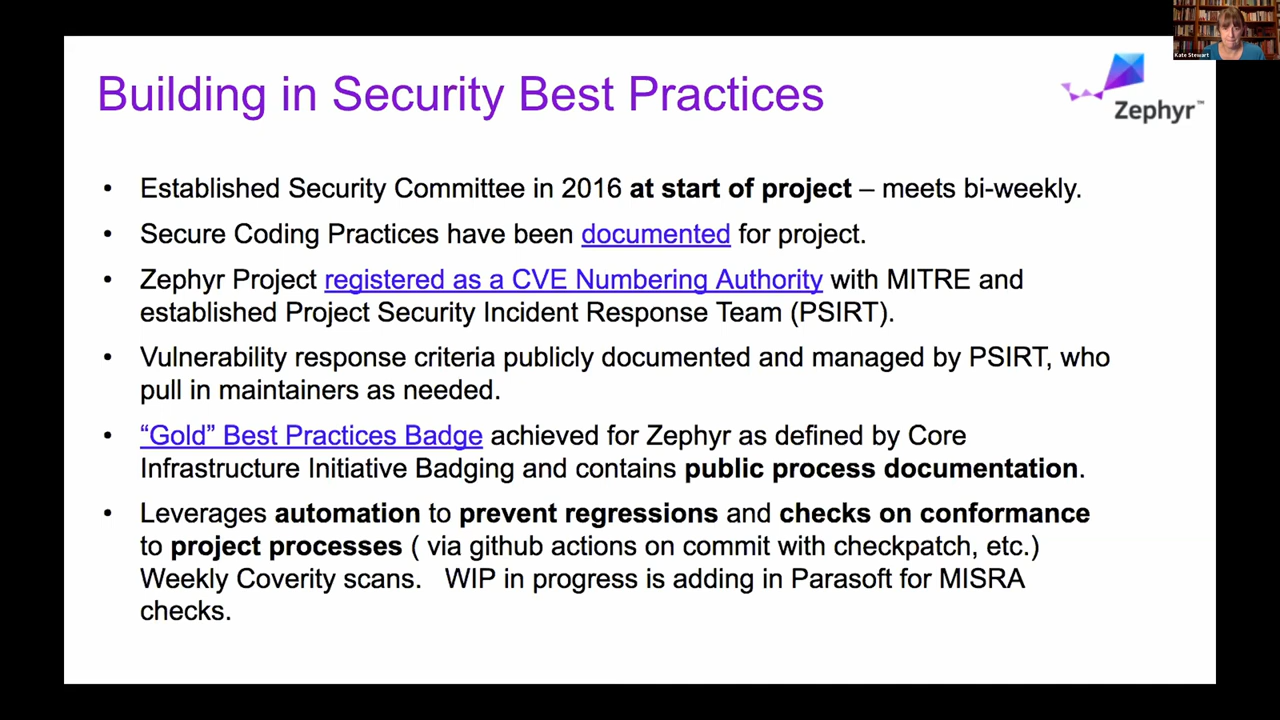 Kate Stewart
Building in Security Best Practices
Zephyr™
• Established Security Committee in 2016 at start of project – meets bi-weekly.
• Secure Coding Practices have been documented for project.
• Zephyr Project registered as a CVE Numbering Authority with MITRE and
established Project Security Incident Response Team (PSIRT).
• Vulnerability response criteria publicly documented and managed by PSIRT, who
pull in maintainers as needed.
• “Gold” Best Practices Badge achieved for Zephyr as defined by Core
Infrastructure Initiative Badging and contains public process documentation.
• Leverages automation to prevent regressions and checks on conformance
to project processes ( via github actions on commit with checkpatch, etc.)
Weekly Coverity scans.   WIP in progress is adding in Parasoft for MISRA
checks.